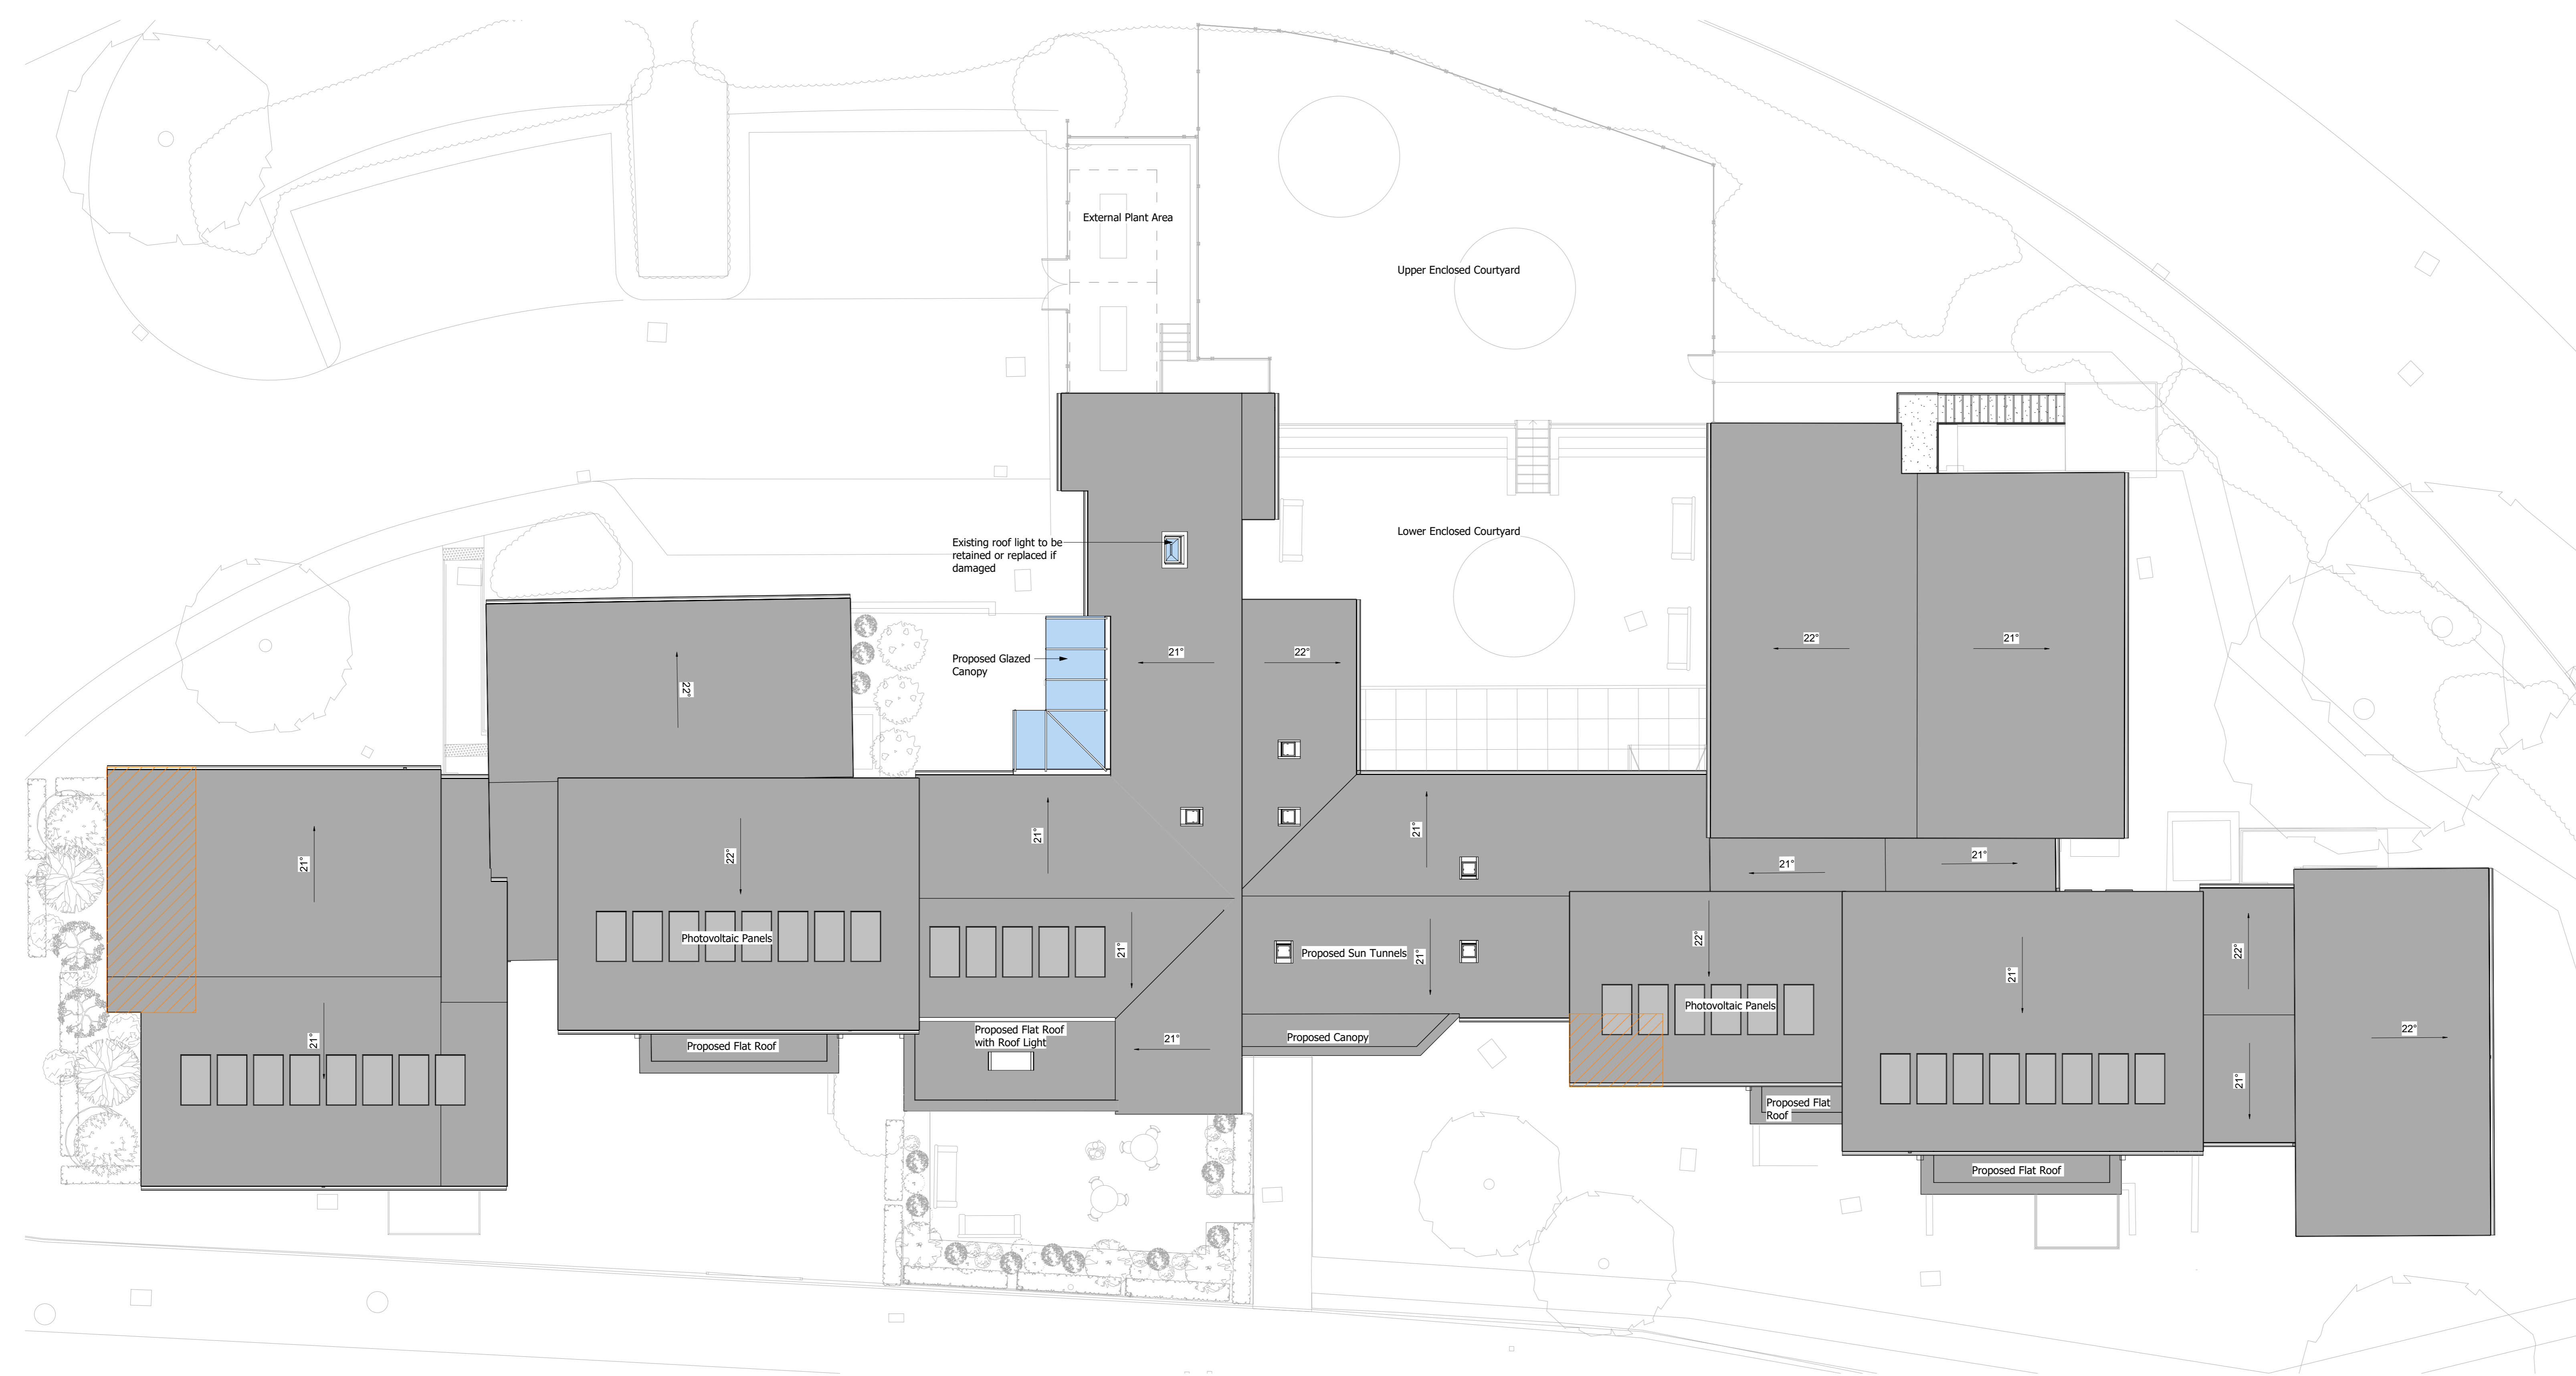 External Plant Area
Upper Enclosed Courtyard
Existing roof light to be
retained or replaced if
damaged
Lower Enclosed Courtyard
Proposed Glazed
Canopy
22°
21°
22°
22°
21°
21°
22°
21°
21°
21°
21°
Photovoltaic Panels
21°
Proposed Sun Tunnels
21°
22°
Photovoltaic Panels
21°
22°
21°
Proposed Flat Roof
Proposed Flat Roof
with Roof Light
21°
Proposed Canopy
22°
21°
Proposed Flat
Roof
Proposed Flat Roof